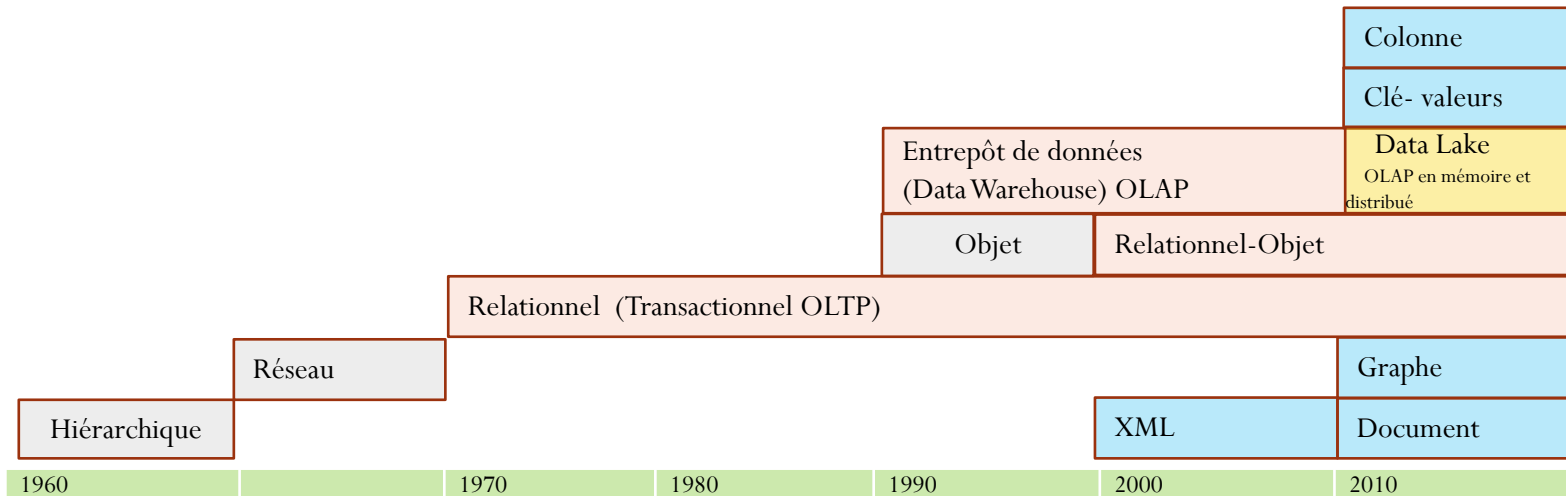 Colonne
Clé- valeurs
Entrepôt de données
(Data Warehouse) OLAP
Data Lake
OLAP en mémoire et
distribué
Objet
Relationnel-Objet
Relationnel (Transactionnel OLTP)
Réseau
Graphe
Hiérarchique
XML
Document
1960
1970
1980
1990
2000
2010